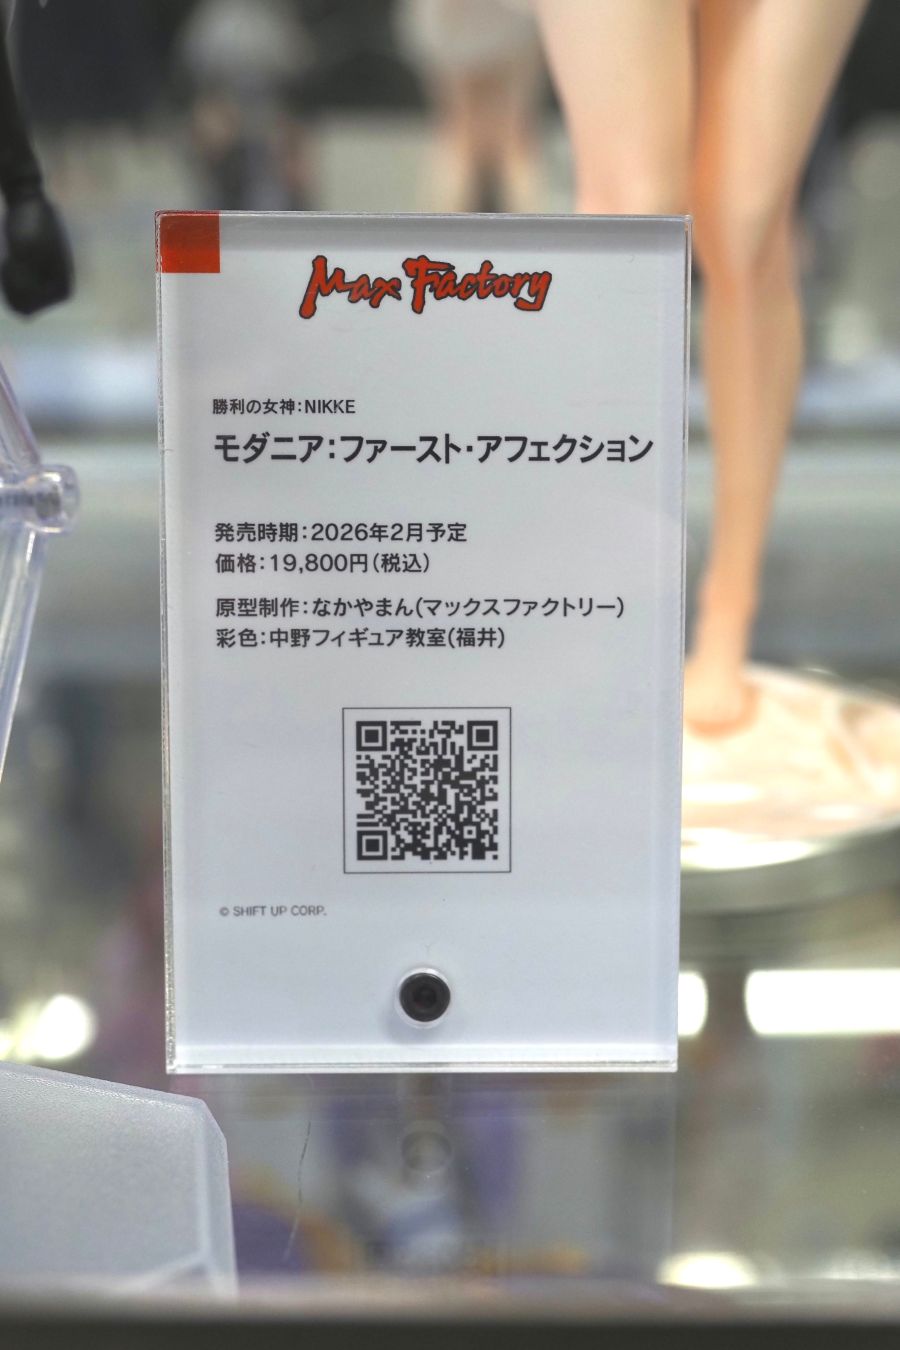 Max Factory
勝利の女神：NIKKE
モダニア：ファースト・アフェクション
発売時期：2026年2月予定
価格：19,800円（税込）
原型制作：なかやまん（マックスファクトリー）
彩色：中野フィギュア教室（福井）
© SHIFT UP CORP.